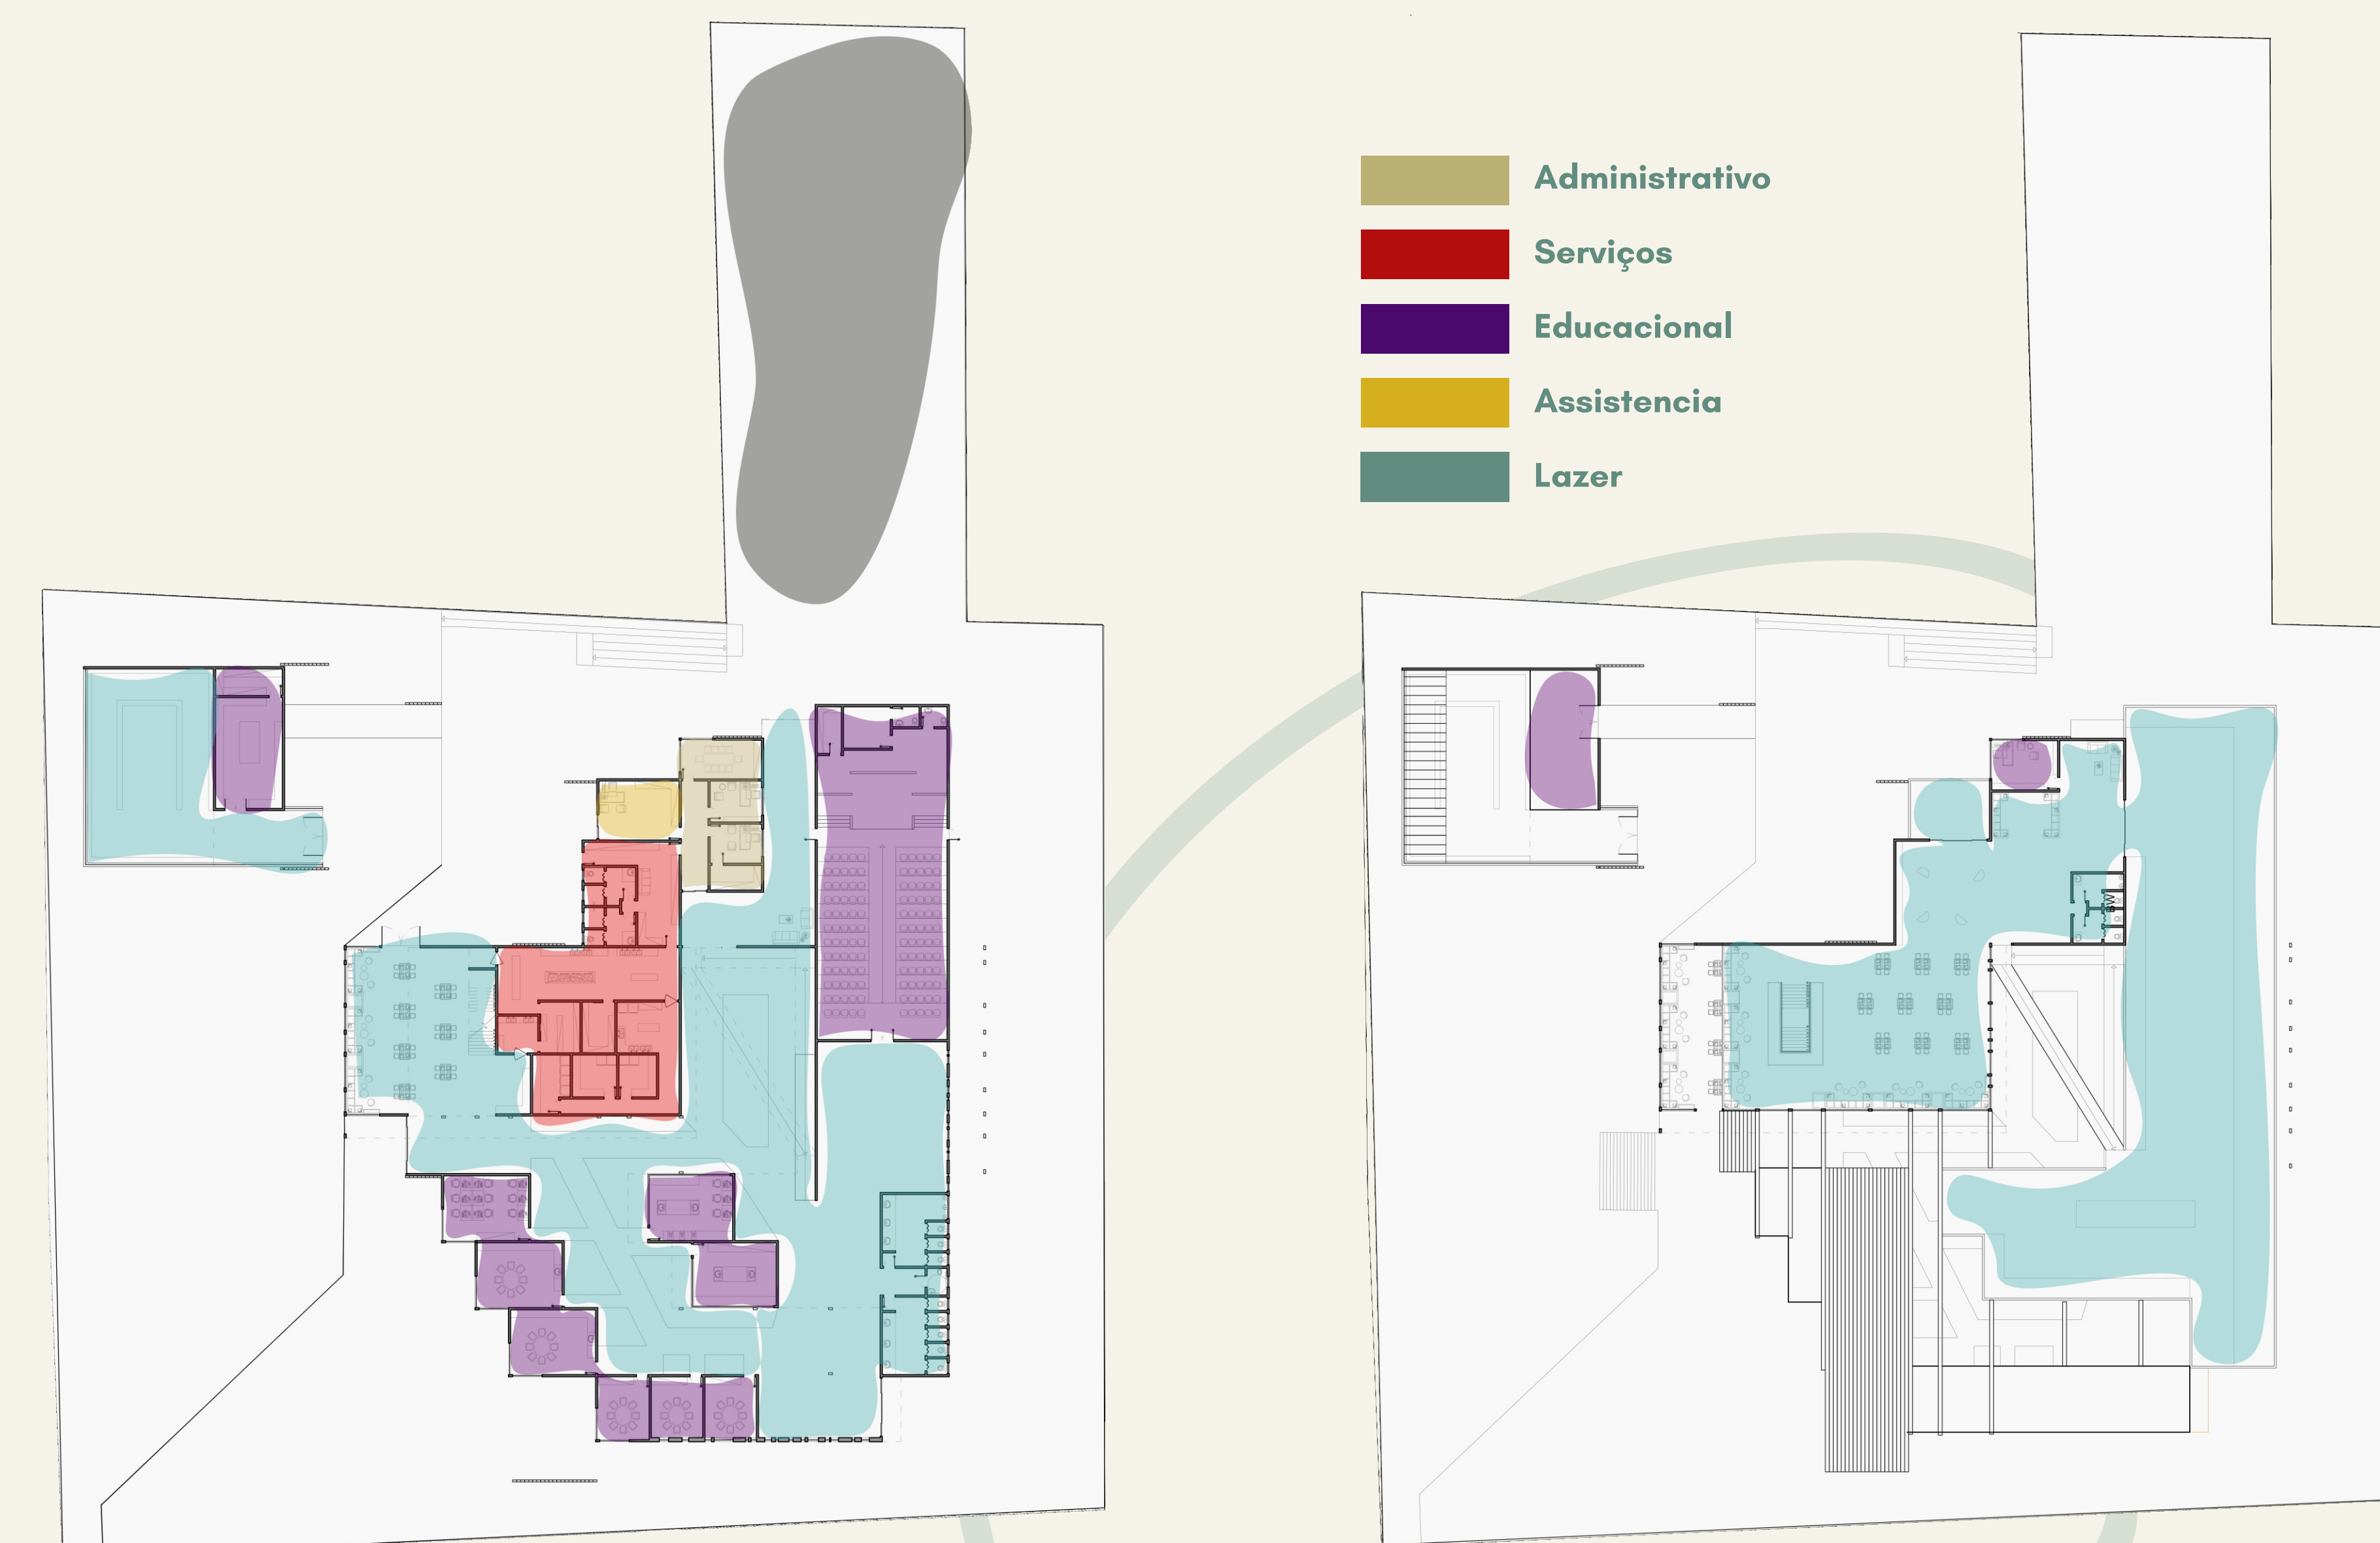 Administrativo
Serviços
Educacional
Assistencia
Lazer